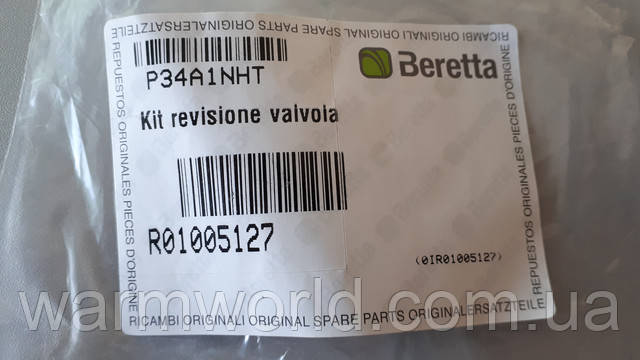 RICAMBI ORIGINALI ORIGINAL SPARE PARTS ORIGINALERSATZTEILE
P34A1NHT
Beretta
Kit revisione valvola
R01005127
(0IR01005127)
REPUESTOS ORIGINALES PIECES D'ORIGINE
REPUESTOS ORIGINALES PIECES D'ORIGINE
warmworld.com.ua
RICAMBI ORIGINALI ORIGINAL SPARE PARTS ORIGINALERSATZTEILE